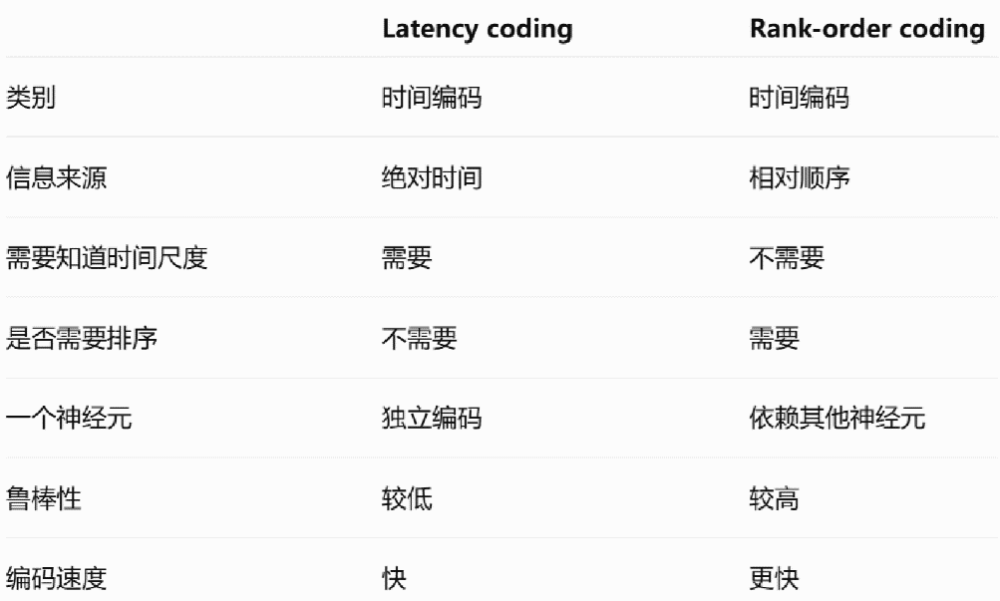 Latency coding Rank-order coding
类别 时间编码 时间编码
信息来源 绝对时间 相对顺序
需要知道时间尺度 需要 不需要
是否需要排序 不需要 需要
一个神经元 独立编码 依赖其他神经元
鲁棒性 较低 较高
编码速度 快 更快